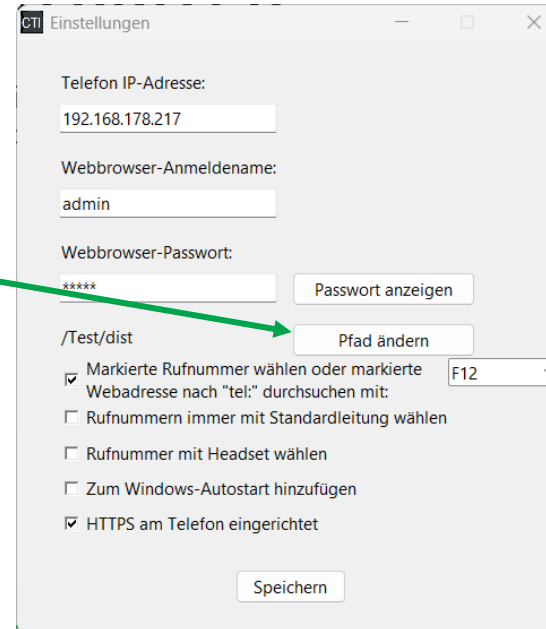 CTI Einstellungen
Telefon IP-Adresse:
192.168.178.217
Webbrowser-Anmeldename:
admin
Webbrowser-Passwort:
*****
Passwort anzeigen
/Test/dist
Pfad ändern
Markierte Rufnummer wählen oder markierte
Webadresse nach "tel:" durchsuchen mit:
F12
Rufnummern immer mit Standardleitung wählen
Rufnummer mit Headset wählen
Zum Windows-Autostart hinzufügen
HTTPS am Telefon eingerichtet
Speichern